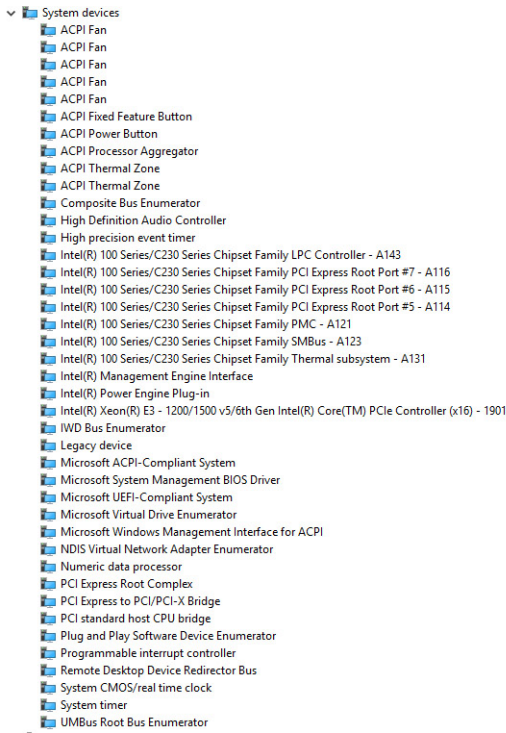 System devices
ACPI Fan
ACPI Fan
ACPI Fan
ACPI Fan
ACPI Fan
ACPI Fixed Feature Button
ACPI Power Button
ACPI Processor Aggregator
ACPI Thermal Zone
ACPI Thermal Zone
Composite Bus Enumerator
High Definition Audio Controller
High precision event timer
Intel(R) 100 Series/C230 Series Chipset Family LPC Controller - A143
Intel(R) 100 Series/C230 Series Chipset Family PCI Express Root Port #7 - A116
Intel(R) 100 Series/C230 Series Chipset Family PCI Express Root Port #6 - A115
Intel(R) 100 Series/C230 Series Chipset Family PCI Express Root Port #5 - A114
Intel(R) 100 Series/C230 Series Chipset Family PMC - A121
Intel(R) 100 Series/C230 Series Chipset Family SMBus - A123
Intel(R) 100 Series/C230 Series Chipset Family Thermal subsystem - A131
Intel(R) Management Engine Interface
Intel(R) Power Engine Plug-in
Intel(R) Xeon(R) E3 - 1200/1500 v5/6th Gen Intel(R) Core(TM) PCIe Controller (x16) - 1901
IWD Bus Enumerator
Legacy device
Microsoft ACPI-Compliant System
Microsoft System Management BIOS Driver
Microsoft UEFI-Compliant System
Microsoft Virtual Drive Enumerator
Microsoft Windows Management Interface for ACPI
NDIS Virtual Network Adapter Enumerator
Numeric data processor
PCI Express Root Complex
PCI Express to PCI/PCI-X Bridge
PCI standard host CPU bridge
Plug and Play Software Device Enumerator
Programmable interrupt controller
Remote Desktop Device Redirector Bus
System CMOS/real time clock
System timer
UMBus Root Bus Enumerator